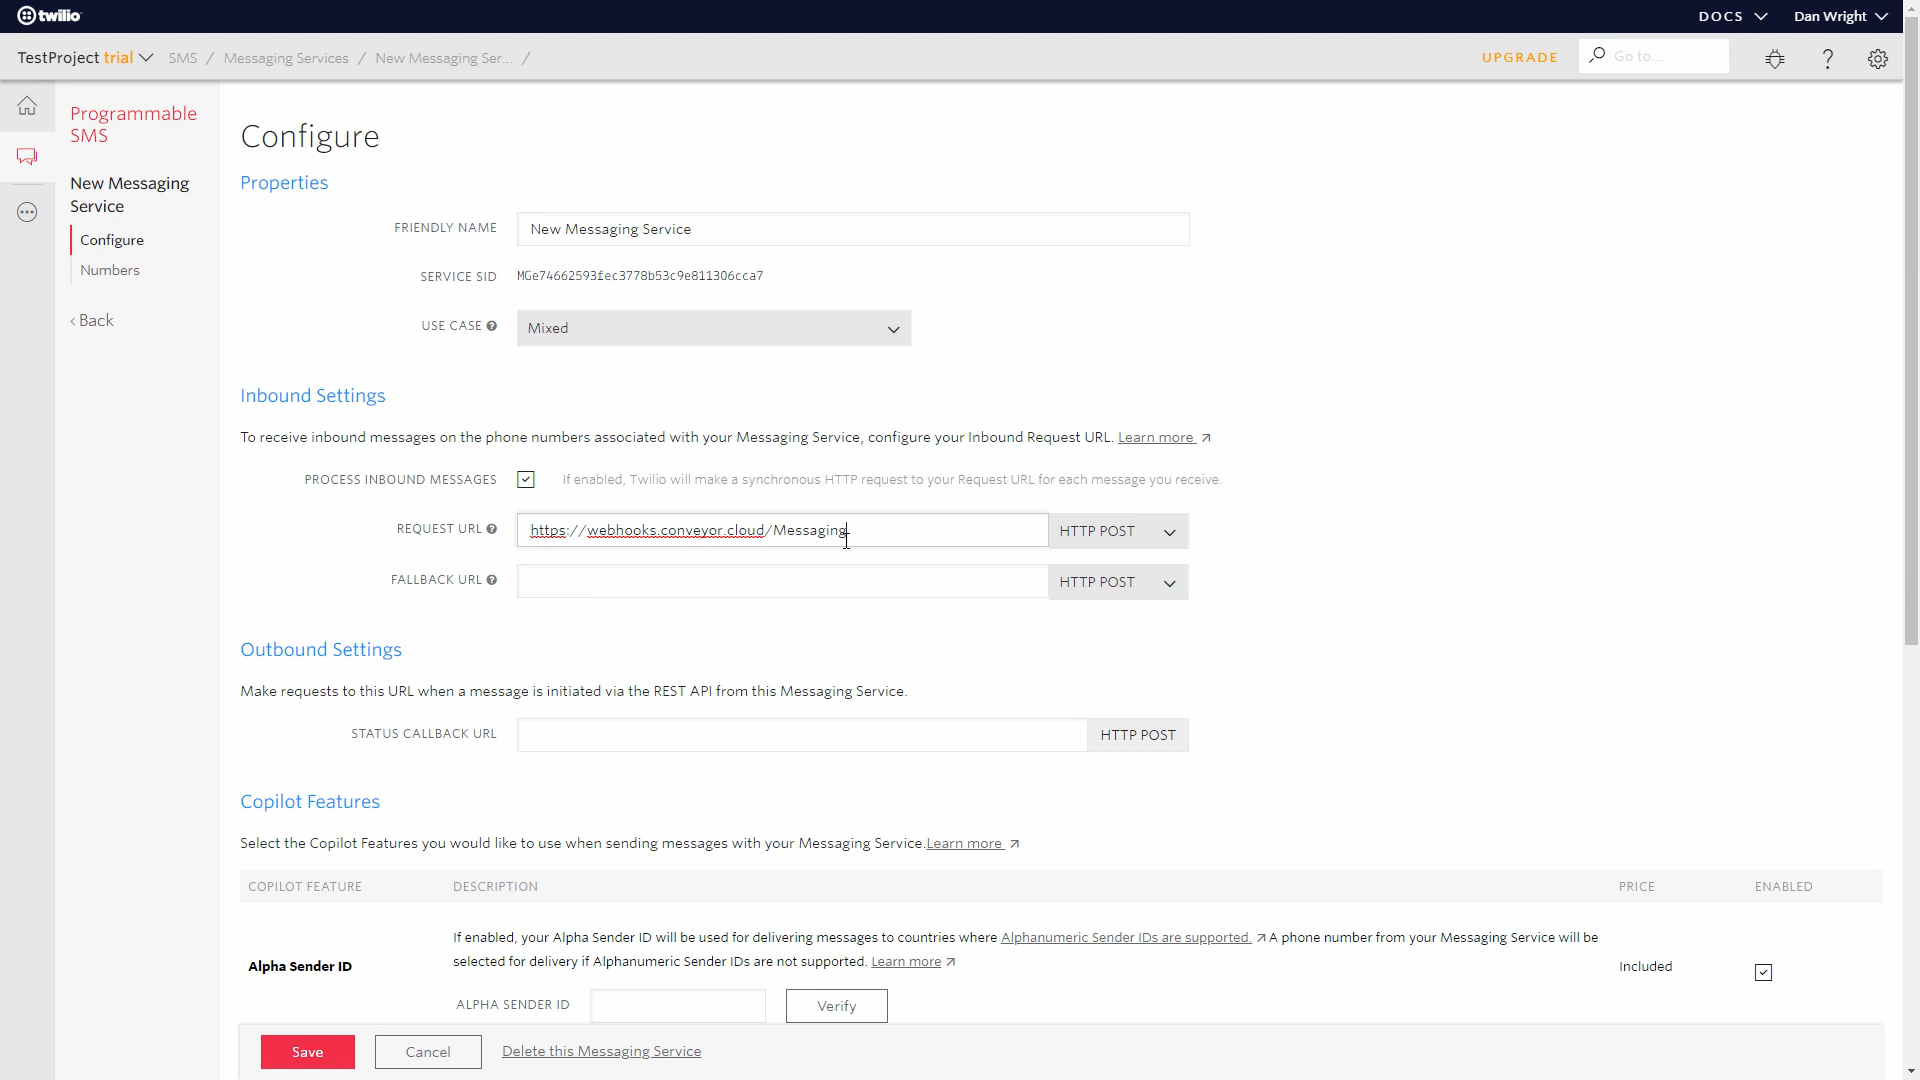 twilio
DOCS
Dan Wright
TestProject trial
SMS / Messaging Services / New Messaging Ser... /
UPGRADE
Go to...
Programmable
SMS
New Messaging
Service
Configure
Numbers
‹ Back
Configure
Properties
FRIENDLY NAME
New Messaging Service
SERVICE SID
MGe74662593fec3778b53c9e811306cca7
USE CASE ?
Mixed
Inbound Settings
To receive inbound messages on the phone numbers associated with your Messaging Service, configure your Inbound Request URL. Learn more
PROCESS INBOUND MESSAGES
If enabled, Twilio will make a synchronous HTTP request to your Request URL for each message you receive.
REQUEST URL ?
https://webhooks.conveyor.cloud/Messaging
HTTP POST
FALLBACK URL ?
HTTP POST
Outbound Settings
Make requests to this URL when a message is initiated via the REST API from this Messaging Service.
STATUS CALLBACK URL
HTTP POST
Copilot Features
Select the Copilot Features you would like to use when sending messages with your Messaging Service.Learn more
COPILOT FEATURE DESCRIPTION PRICE ENABLED
Alpha Sender ID
If enabled, your Alpha Sender ID will be used for delivering messages to countries where Alphanumeric Sender IDs are supported. A phone number from your Messaging Service will be
selected for delivery if Alphanumeric Sender IDs are not supported. Learn more
Included
ALPHA SENDER ID
Verify
Save
Cancel
Delete this Messaging Service